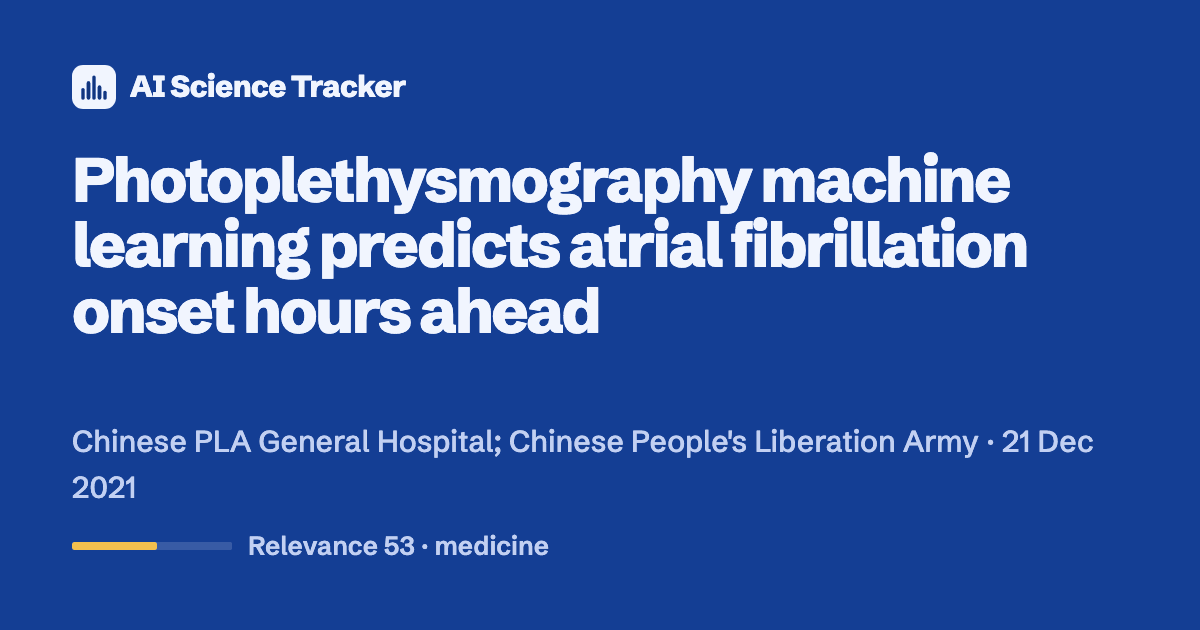 AI Science Tracker
Photoplethysmography machine
learning predicts atrial fibrillation
onset hours ahead
Chinese PLA General Hospital; Chinese People's Liberation Army · 21 Dec
2021
Relevance 53 · medicine